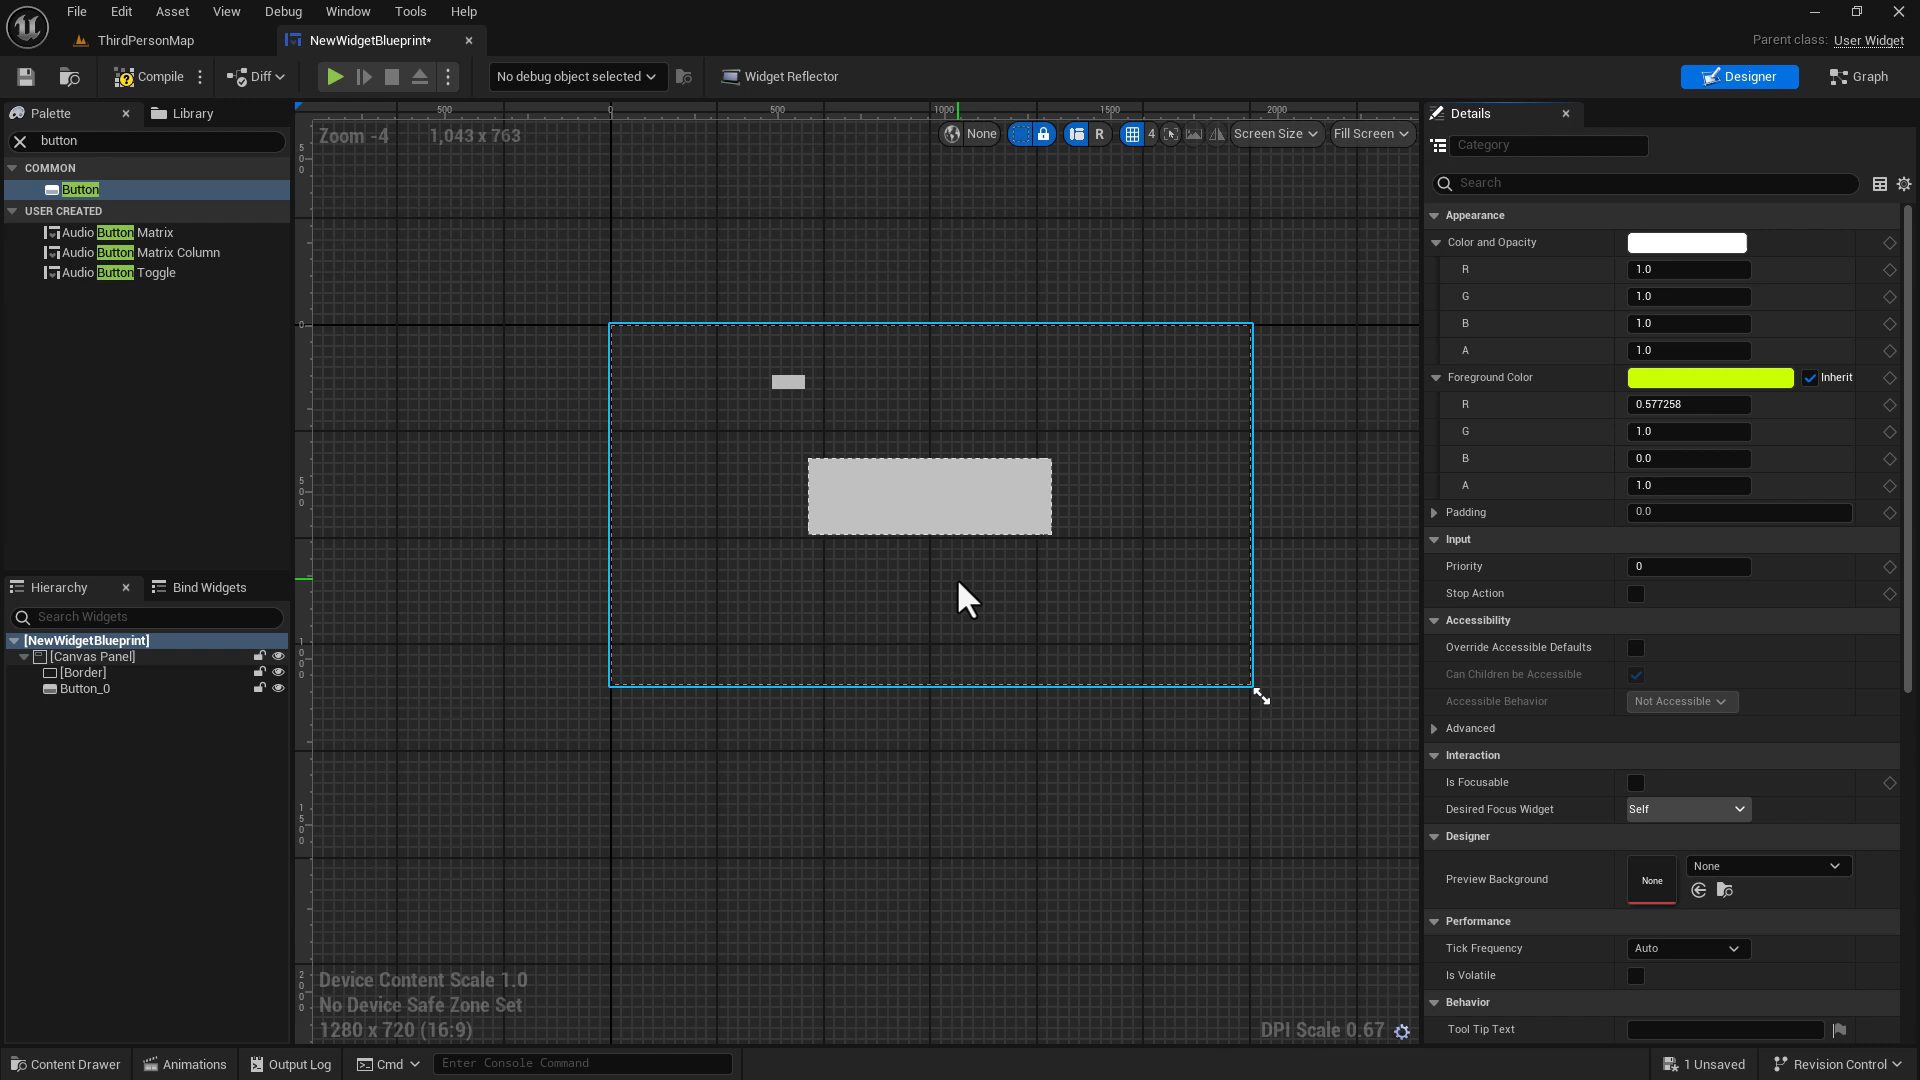 File Edit Asset View Debug Window Tools Help
ThirdPersonMap
NewWidgetBlueprint*
Parent class: User Widget
Compile
Diff
No debug object selected
Widget Reflector
Designer
Graph
Palette
Library
button
COMMON
Button
USER CREATED
Audio Button Matrix
Audio Button Matrix Column
Audio Button Toggle
Hierarchy
Bind Widgets
Search Widgets
[NewWidgetBlueprint]
[Canvas Panel]
[Border]
Button_0
500 0 500 1000 1500 2000
Zoom -4 1,043 x 763
None R 4 Screen Size Fill Screen
500
0
500
1000
1500
2000
Device Content Scale 1.0
No Device Safe Zone Set
1280 x 720 (16:9)
DPI Scale 0.67
Details
Category
Search
Appearance
Color and Opacity
R 1.0
G 1.0
B 1.0
A 1.0
Foreground Color Inherit
R 0.577258
G 1.0
B 0.0
A 1.0
Padding 0.0
Input
Priority 0
Stop Action
Accessibility
Override Accessible Defaults
Can Children be Accessible
Accessible Behavior Not Accessible
Advanced
Interaction
Is Focusable
Desired Focus Widget Self
Designer
Preview Background None None
Performance
Tick Frequency Auto
Is Volatile
Behavior
Tool Tip Text
Content Drawer Animations Output Log Cmd Enter Console Command
1 Unsaved Revision Control